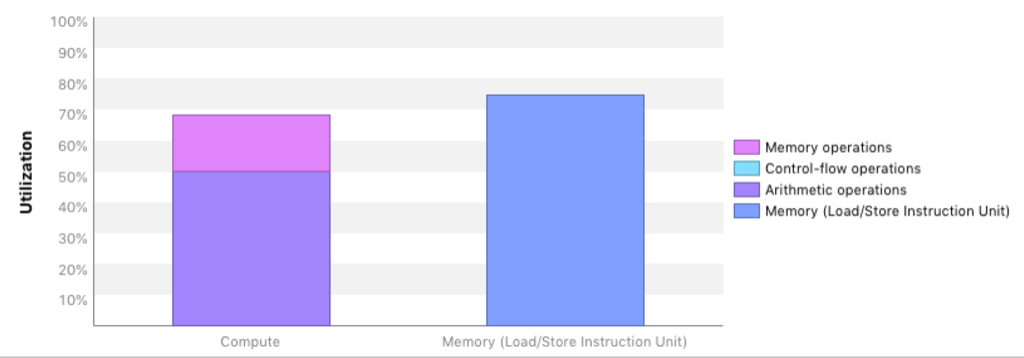 100%
90%
80%
70%
60%
50%
40%
30%
20%
10%
Utilization
Compute
Memory (Load/Store Instruction Unit)
Memory operations
Control-flow operations
Arithmetic operations
Memory (Load/Store Instruction Unit)